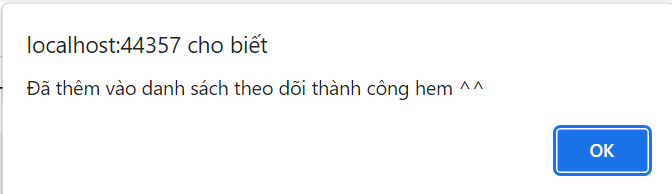 localhost:44357 cho biết
Đã thêm vào danh sách theo dõi thành công hem ^^
OK